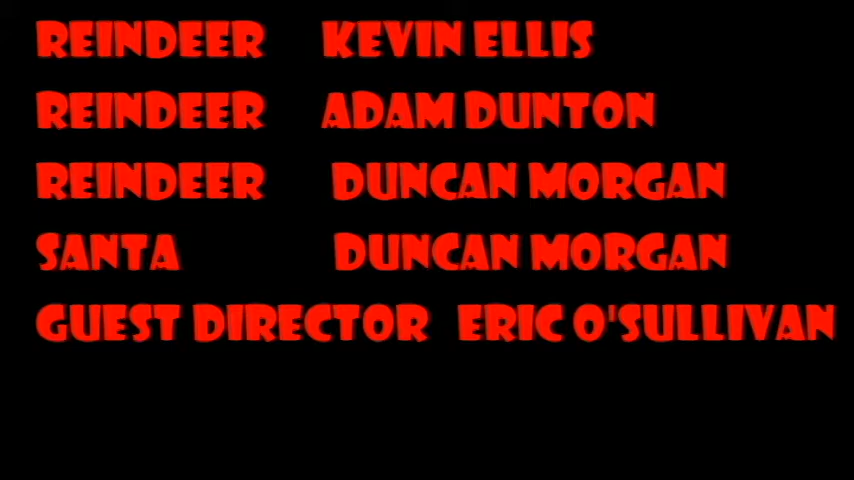 REINDEER KEVIN ELLIS
REINDEER ADAM DUNTON
REINDEER DUNCAN MORGAN
SANTA DUNCAN MORGAN
GUEST DIRECTOR ERIC O'SULLIVAN